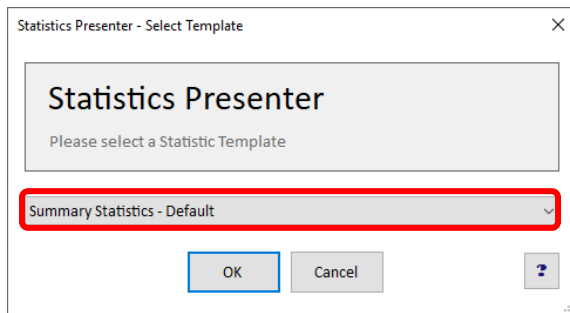 Statistics Presenter - Select Template
Statistics Presenter
Please select a Statistic Template
Summary Statistics - Default
OK
Cancel
?